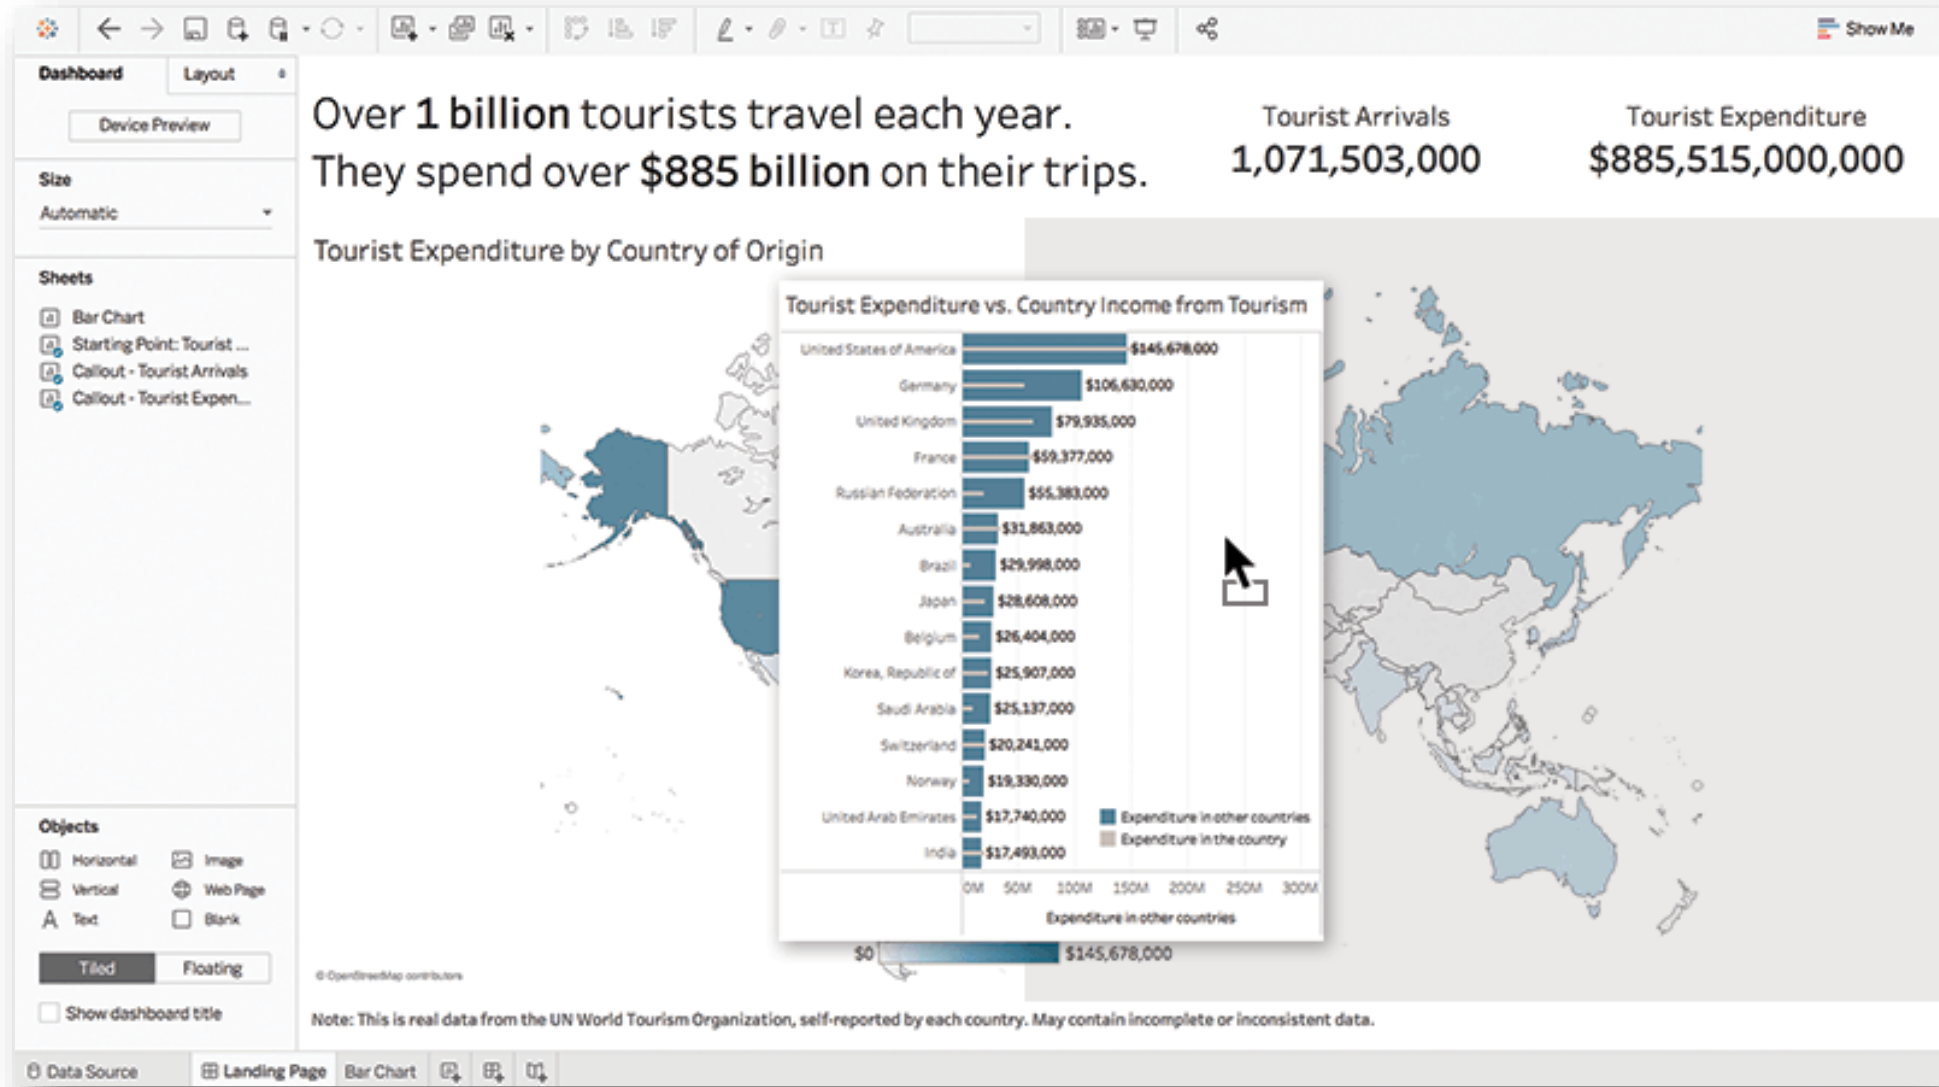 Show Me
Dashboard
Layout
Device Preview
Size
Automatic
Sheets
Bar Chart
Starting Point: Tourist ...
Callout - Tourist Arrivals
Callout - Tourist Expen...
Objects
Horizontal
Image
Vertical
Web Page
Text
Blank
Tiled
Floating
Show dashboard title
Over 1 billion tourists travel each year.
They spend over $885 billion on their trips.
Tourist Arrivals
1,071,503,000
Tourist Expenditure
$885,515,000,000
Tourist Expenditure by Country of Origin
Tourist Expenditure vs. Country Income from Tourism
United States of America $145,678,000
Germany $106,630,000
United Kingdom $79,935,000
France $59,377,000
Russian Federation $55,383,000
Australia $31,863,000
Brazil $29,998,000
Japan $28,608,000
Belgium $26,404,000
Korea, Republic of $25,907,000
Saudi Arabia $25,137,000
Switzerland $20,241,000
Norway $19,330,000
United Arab Emirates $17,740,000
India $17,493,000
Expenditure in other countries
Expenditure in the country
0M 50M 100M 150M 200M 250M 300M
Expenditure in other countries
$0 $145,678,000
© OpenStreetMap contributors
Note: This is real data from the UN World Tourism Organization, self-reported by each country. May contain incomplete or inconsistent data.
Data Source
Landing Page
Bar Chart